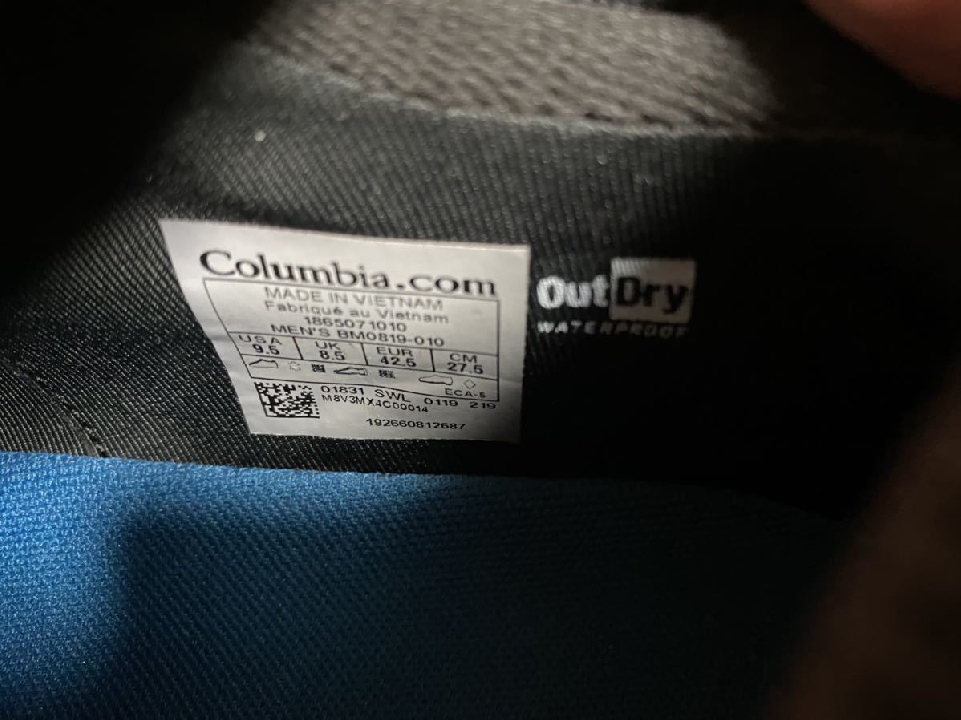 Columbia.com
MADE IN VIETNAM
Fabriqué au Vietnam
1865071010
MEN'S BM0819-010
USA UK EUR CM
9.5 8.5 42.5 27.5
ECA-5
01831 SWL 0119 219
M8V3MX4C00014
192660812687
OutDry
WATERPROOF